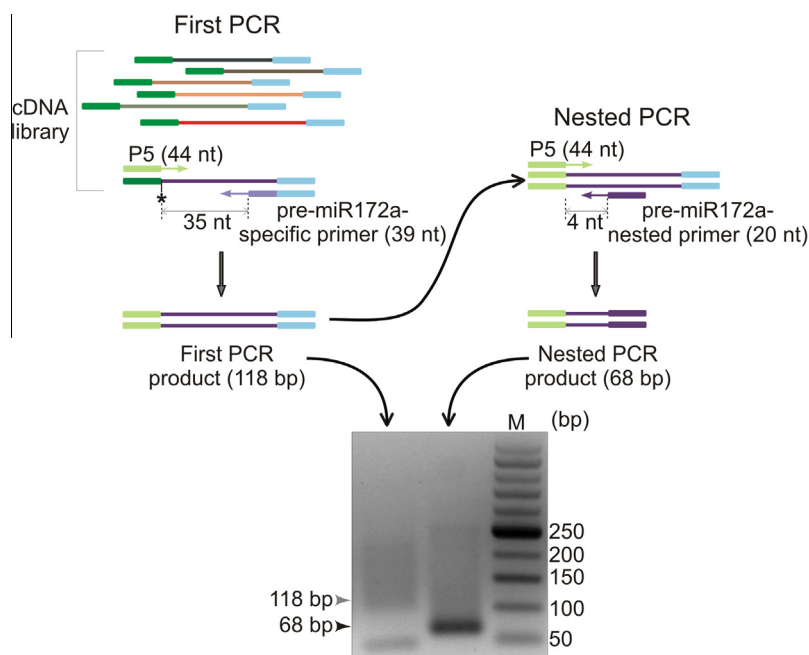 First PCR
cDNA
library
P5 (44 nt)
*
35 nt
pre-miR172a-
specific primer (39 nt)
First PCR
product (118 bp)
Nested PCR
P5 (44 nt)
4 nt
pre-miR172a-
nested primer (20 nt)
Nested PCR
product (68 bp)
M (bp)
250
200
150
100
50
118 bp
68 bp